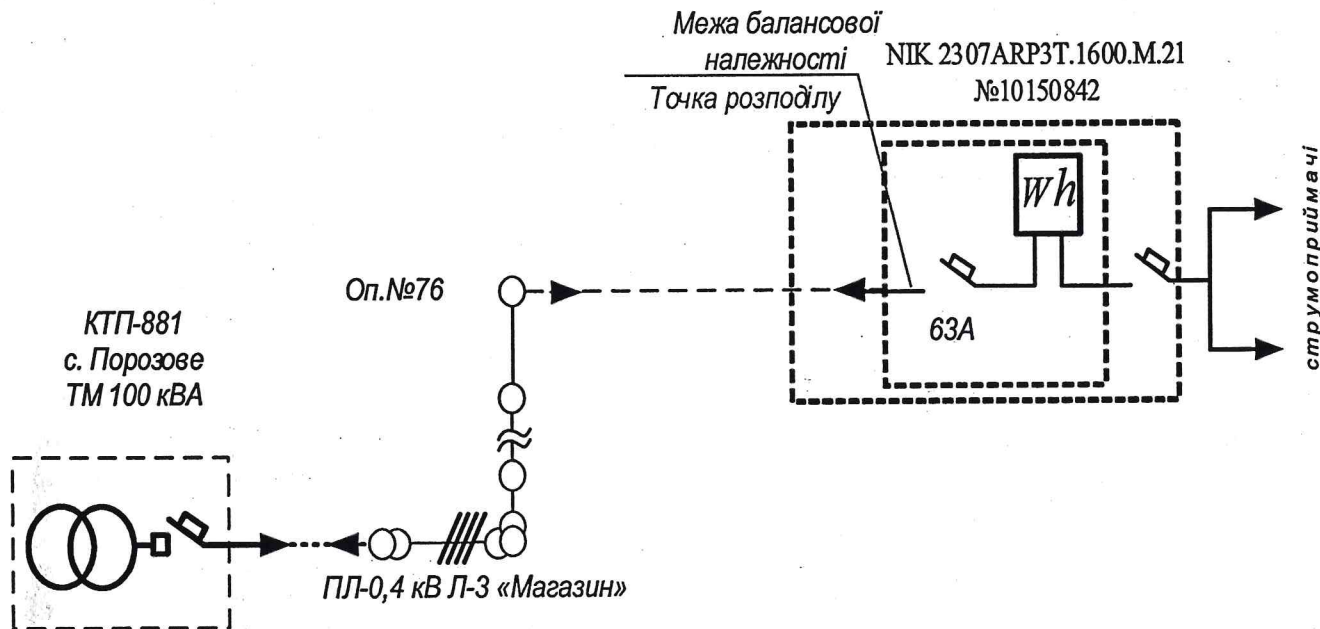 Межа балансової
належності
Точка розподілу
NIK 2307ARP3T.1600.M.21
№10150842
Wh
струмоприймачі
63А
Оп.№76
КТП-881
с. Порозове
ТМ 100 кВА
ПЛ-0,4 кВ Л-3 «Магазин»